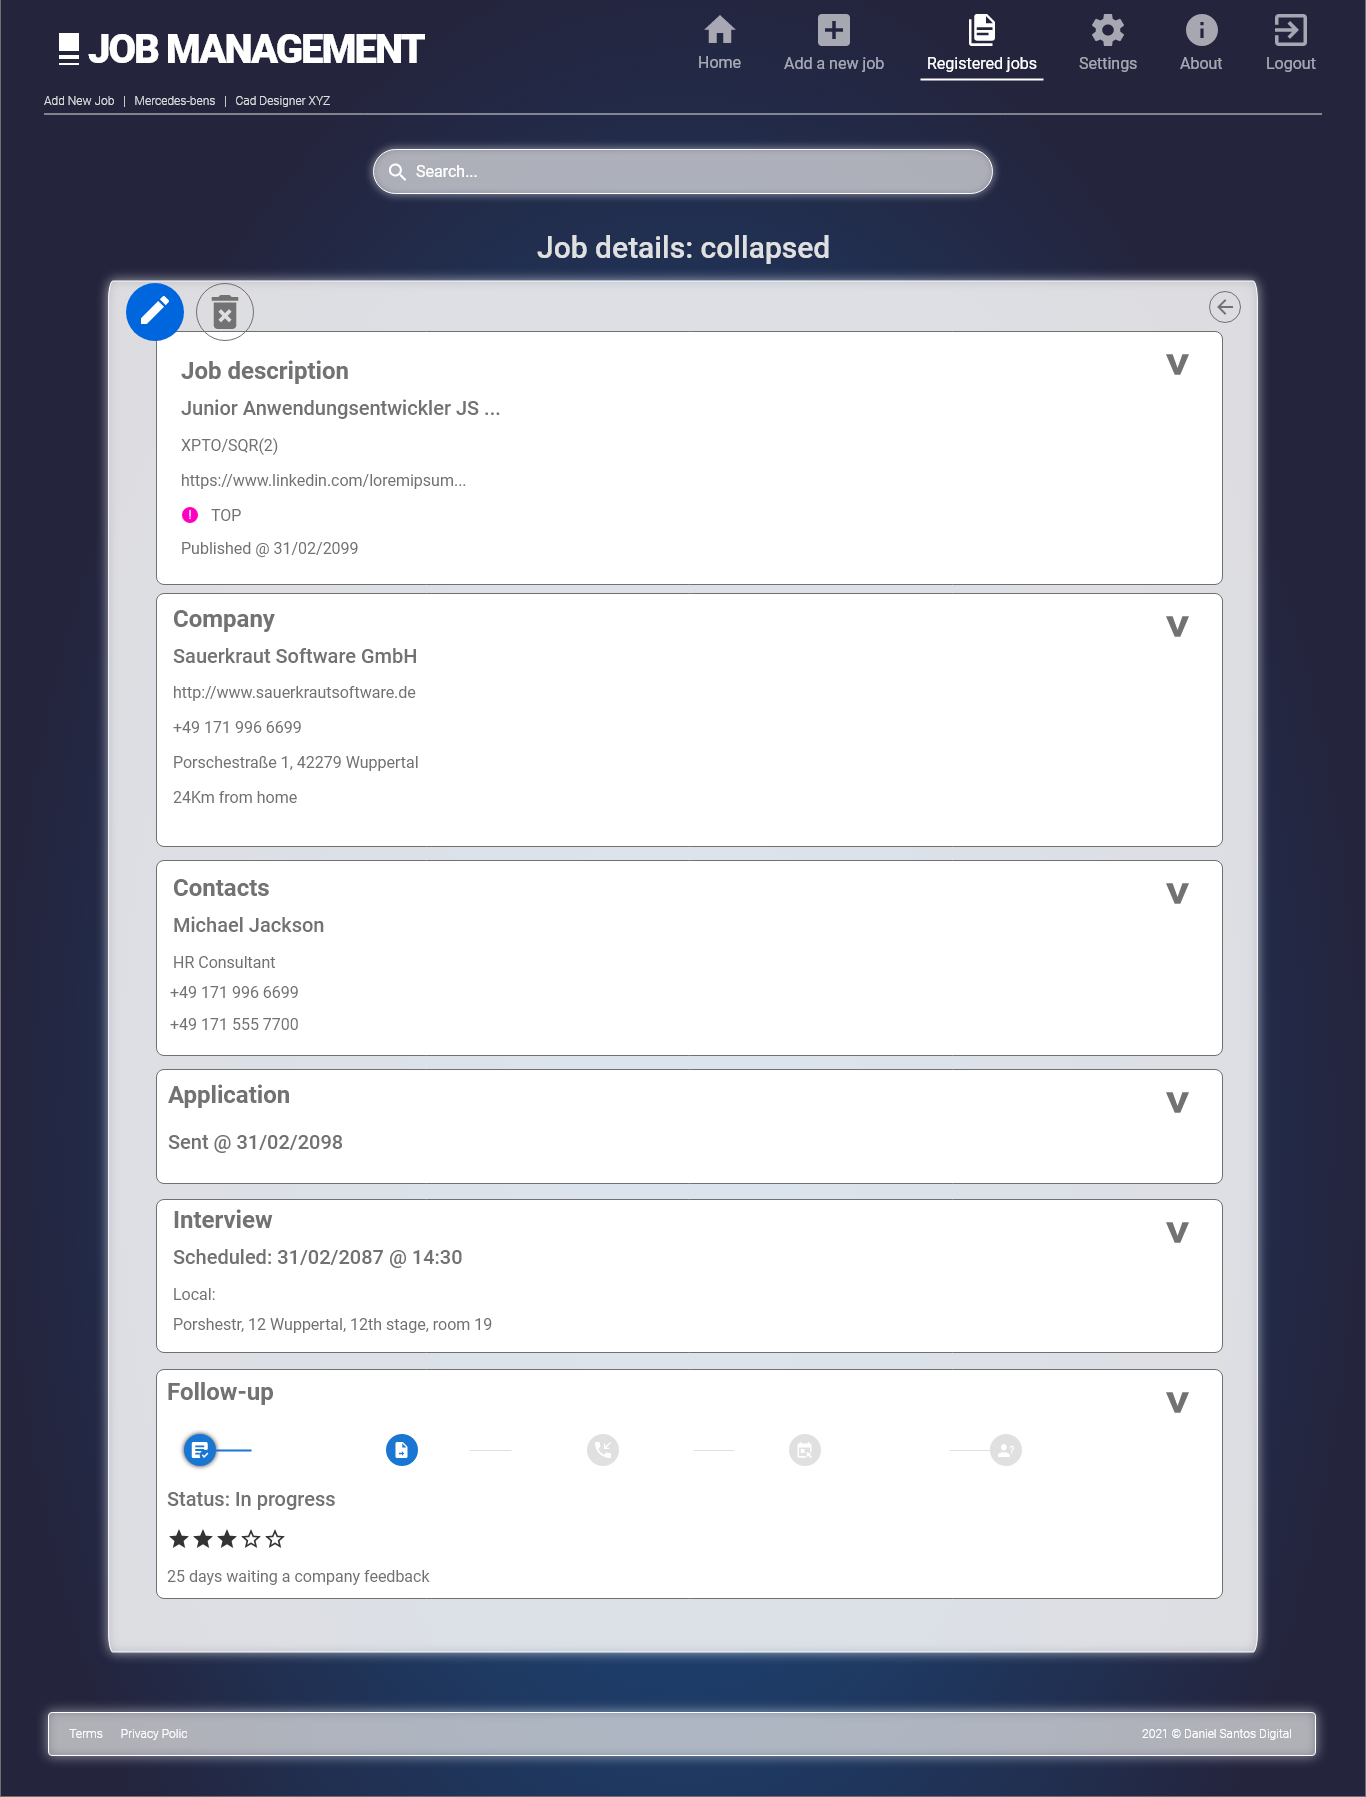 JOB MANAGEMENT
Home
Add a new job
Registered jobs
Settings
About
Logout
Add New Job | Mercedes-bens | Cad Designer XYZ
Search...
Job details: collapsed
Job description
V
Junior Anwendungsentwickler JS ...
XPTO/SQR(2)
https://www.linkedin.com/loremipsum...
! TOP
Published @ 31/02/2099
Company
V
Sauerkraut Software GmbH
http://www.sauerkrautsoftware.de
+49 171 996 6699
Porschestraße 1, 42279 Wuppertal
24Km from home
Contacts
V
Michael Jackson
HR Consultant
+49 171 996 6699
+49 171 555 7700
Application
V
Sent @ 31/02/2098
Interview
V
Scheduled: 31/02/2087 @ 14:30
Local:
Porshestr, 12 Wuppertal, 12th stage, room 19
Follow-up
V
Status: In progress
25 days waiting a company feedback
Terms
Privacy Polic
2021 © Daniel Santos Digital